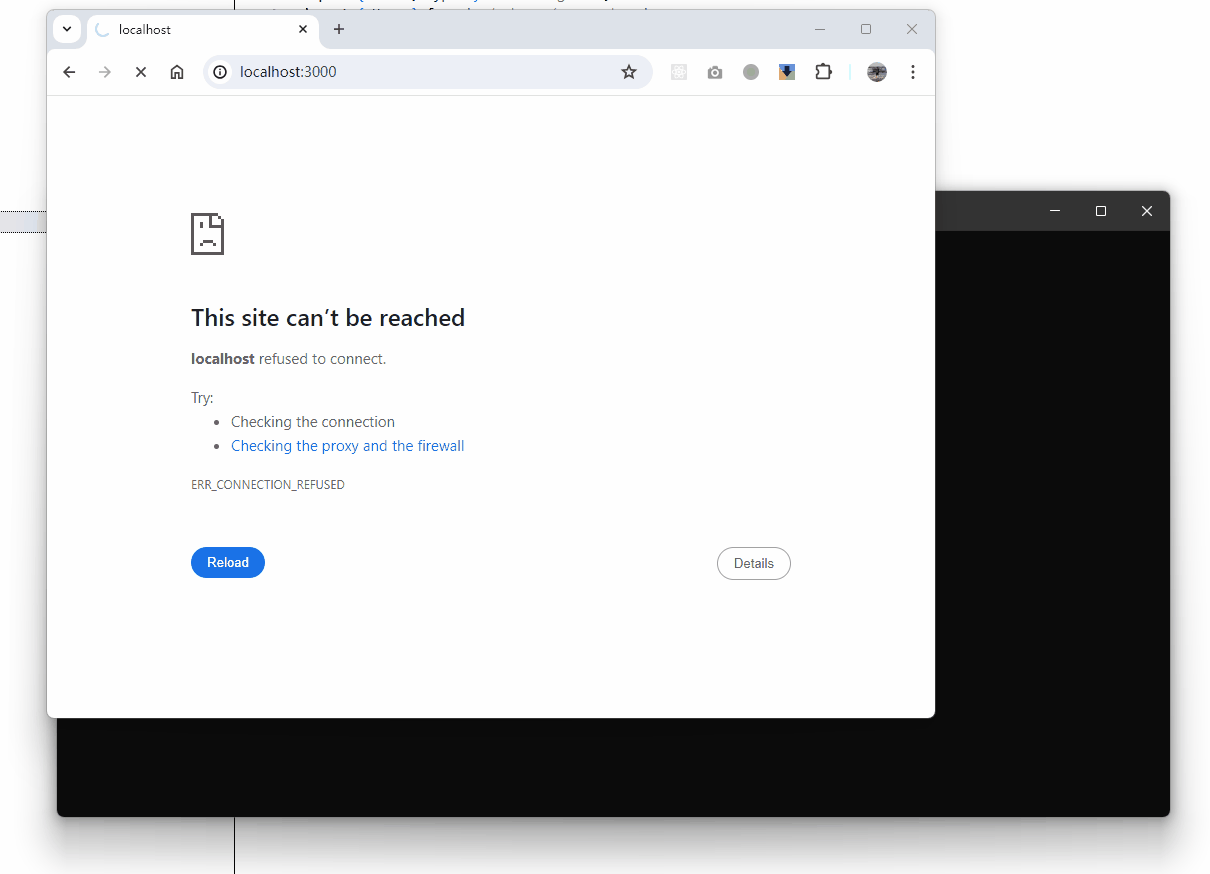 localhost
localhost:3000
This site can’t be reached
localhost refused to connect.
Try:
Checking the connection
Checking the proxy and the firewall
ERR_CONNECTION_REFUSED
Reload
Details